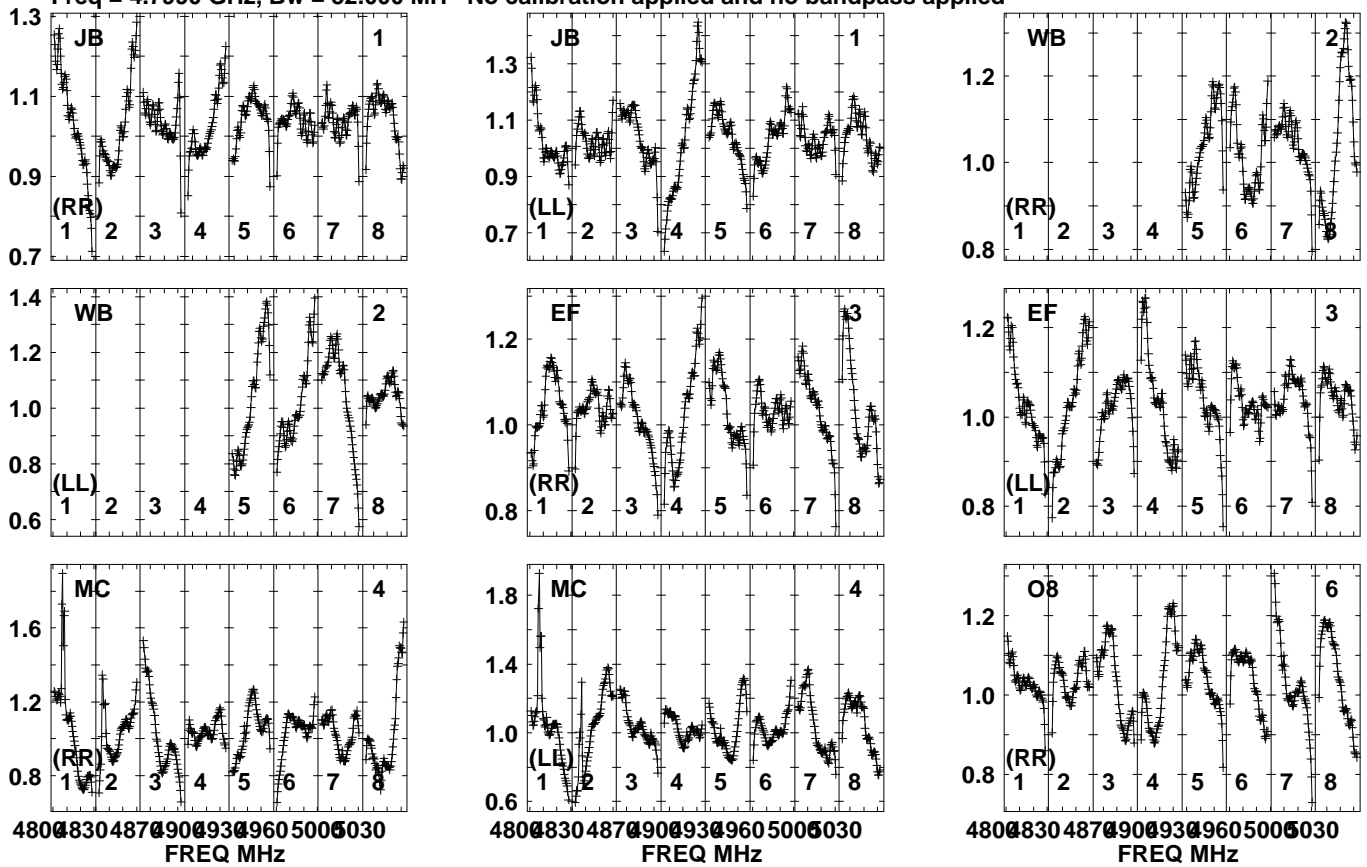 Freq = 4.7990 GHz, Bw = 32.000 MH No calibration applied and no bandpass applied
JB 1
1.3
1.1
0.9
0.7
(RR)
1 2 3 4 5 6 7 8
JB 1
1.4
1.3
1.1
0.9
0.7
(LL)
1 2 3 4 5 6 7 8
WB 2
1.2
1.0
0.8
(RR)
1 2 3 4 5 6 7 8
WB 2
1.4
1.2
1.0
0.8
0.6
(LL)
1 2 3 4 5 6 7 8
EF 3
1.2
1.0
0.8
(RR)
1 2 3 4 5 6 7 8
EF 3
1.2
1.0
0.8
(LL)
1 2 3 4 5 6 7 8
MC 4
1.6
1.2
0.8
(RR)
1 2 3 4 5 6 7 8
4800 4830 4870 4900 4930 4960 5000 5030
FREQ MHz
MC 4
1.8
1.4
1.0
0.6
(LL)
1 2 3 4 5 6 7 8
4800 4830 4870 4900 4930 4960 5000 5030
FREQ MHz
O8 6
1.2
1.0
0.8
(RR)
1 2 3 4 5 6 7 8
4800 4830 4870 4900 4930 4960 5000 5030
FREQ MHz